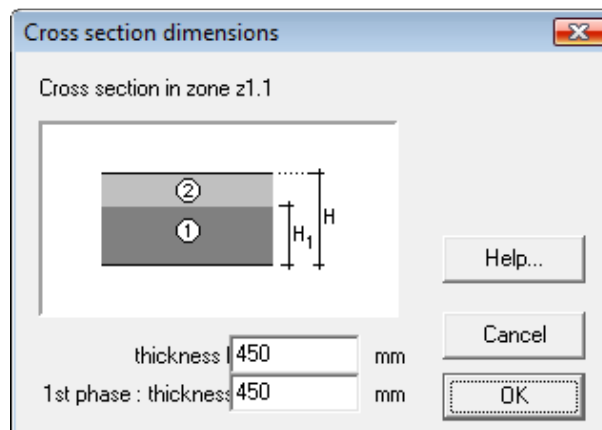 Cross section dimensions
Cross section in zone z1.1
②
①
H₁
H
Help...
Cancel
thickness 450 mm
1st phase : thickness 450 mm
OK